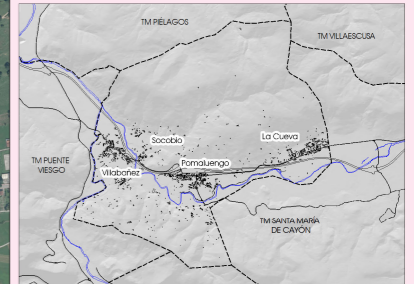 TM PIÉLAGOS
TM VILLAESCUSA
Socobio
La Cueva
TM PUENTE
VIESGO
Pomaluengo
Villabañez
TM SANTA MARÍA
DE CAYÓN